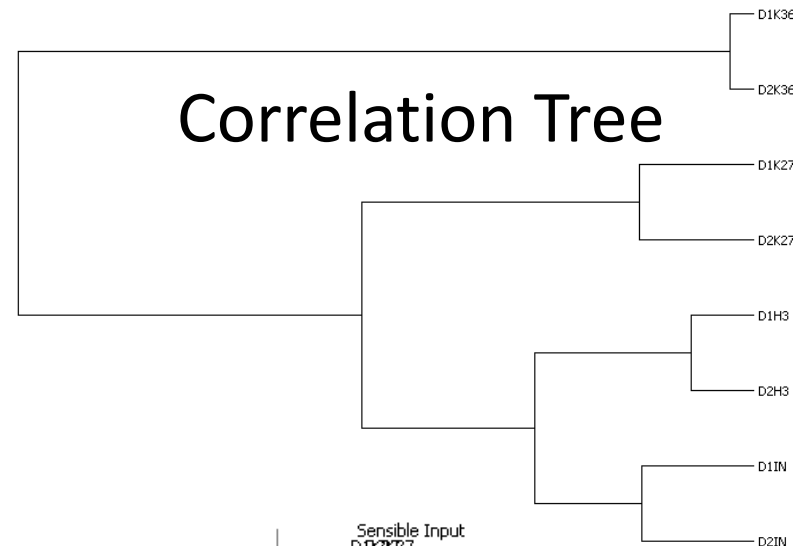 D1K36
D2K36
Correlation Tree
D1K27
D2K27
D1H3
D2H3
D1IN
D2IN
Sensible Input